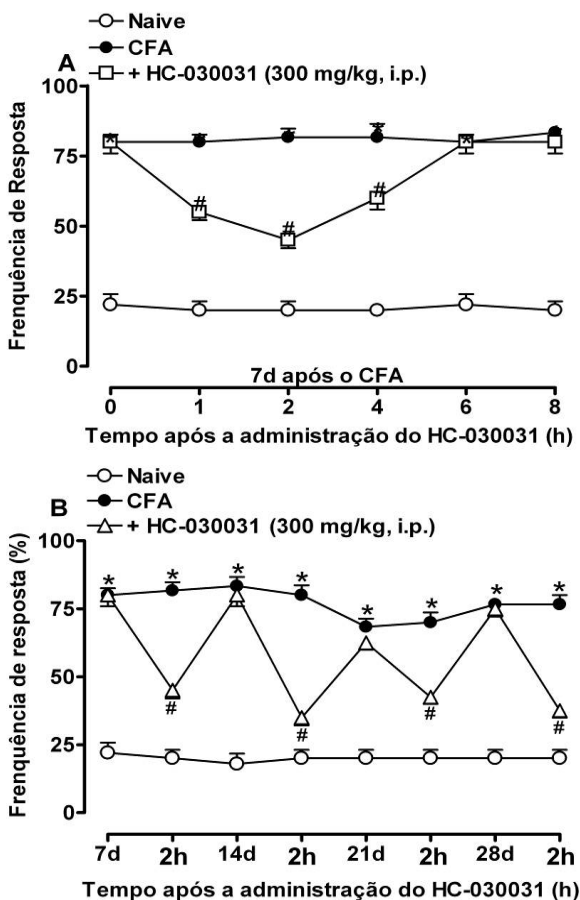 Naive
CFA
A
+ HC-030031 (300 mg/kg, i.p.)
Frenquência de Resposta
100
75
50
25
0
* * * * *
# # #
7d após o CFA
0 1 2 4 6 8
Tempo após a administração do HC-030031 (h)
Naive
B
CFA
+ HC-030031 (300 mg/kg, i.p.)
Frenquência de resposta (%)
100
75
50
25
0
* * * * * * * *
# # # #
7d 2h 14d 2h 21d 2h 28d 2h
Tempo após a administração do HC-030031 (h)